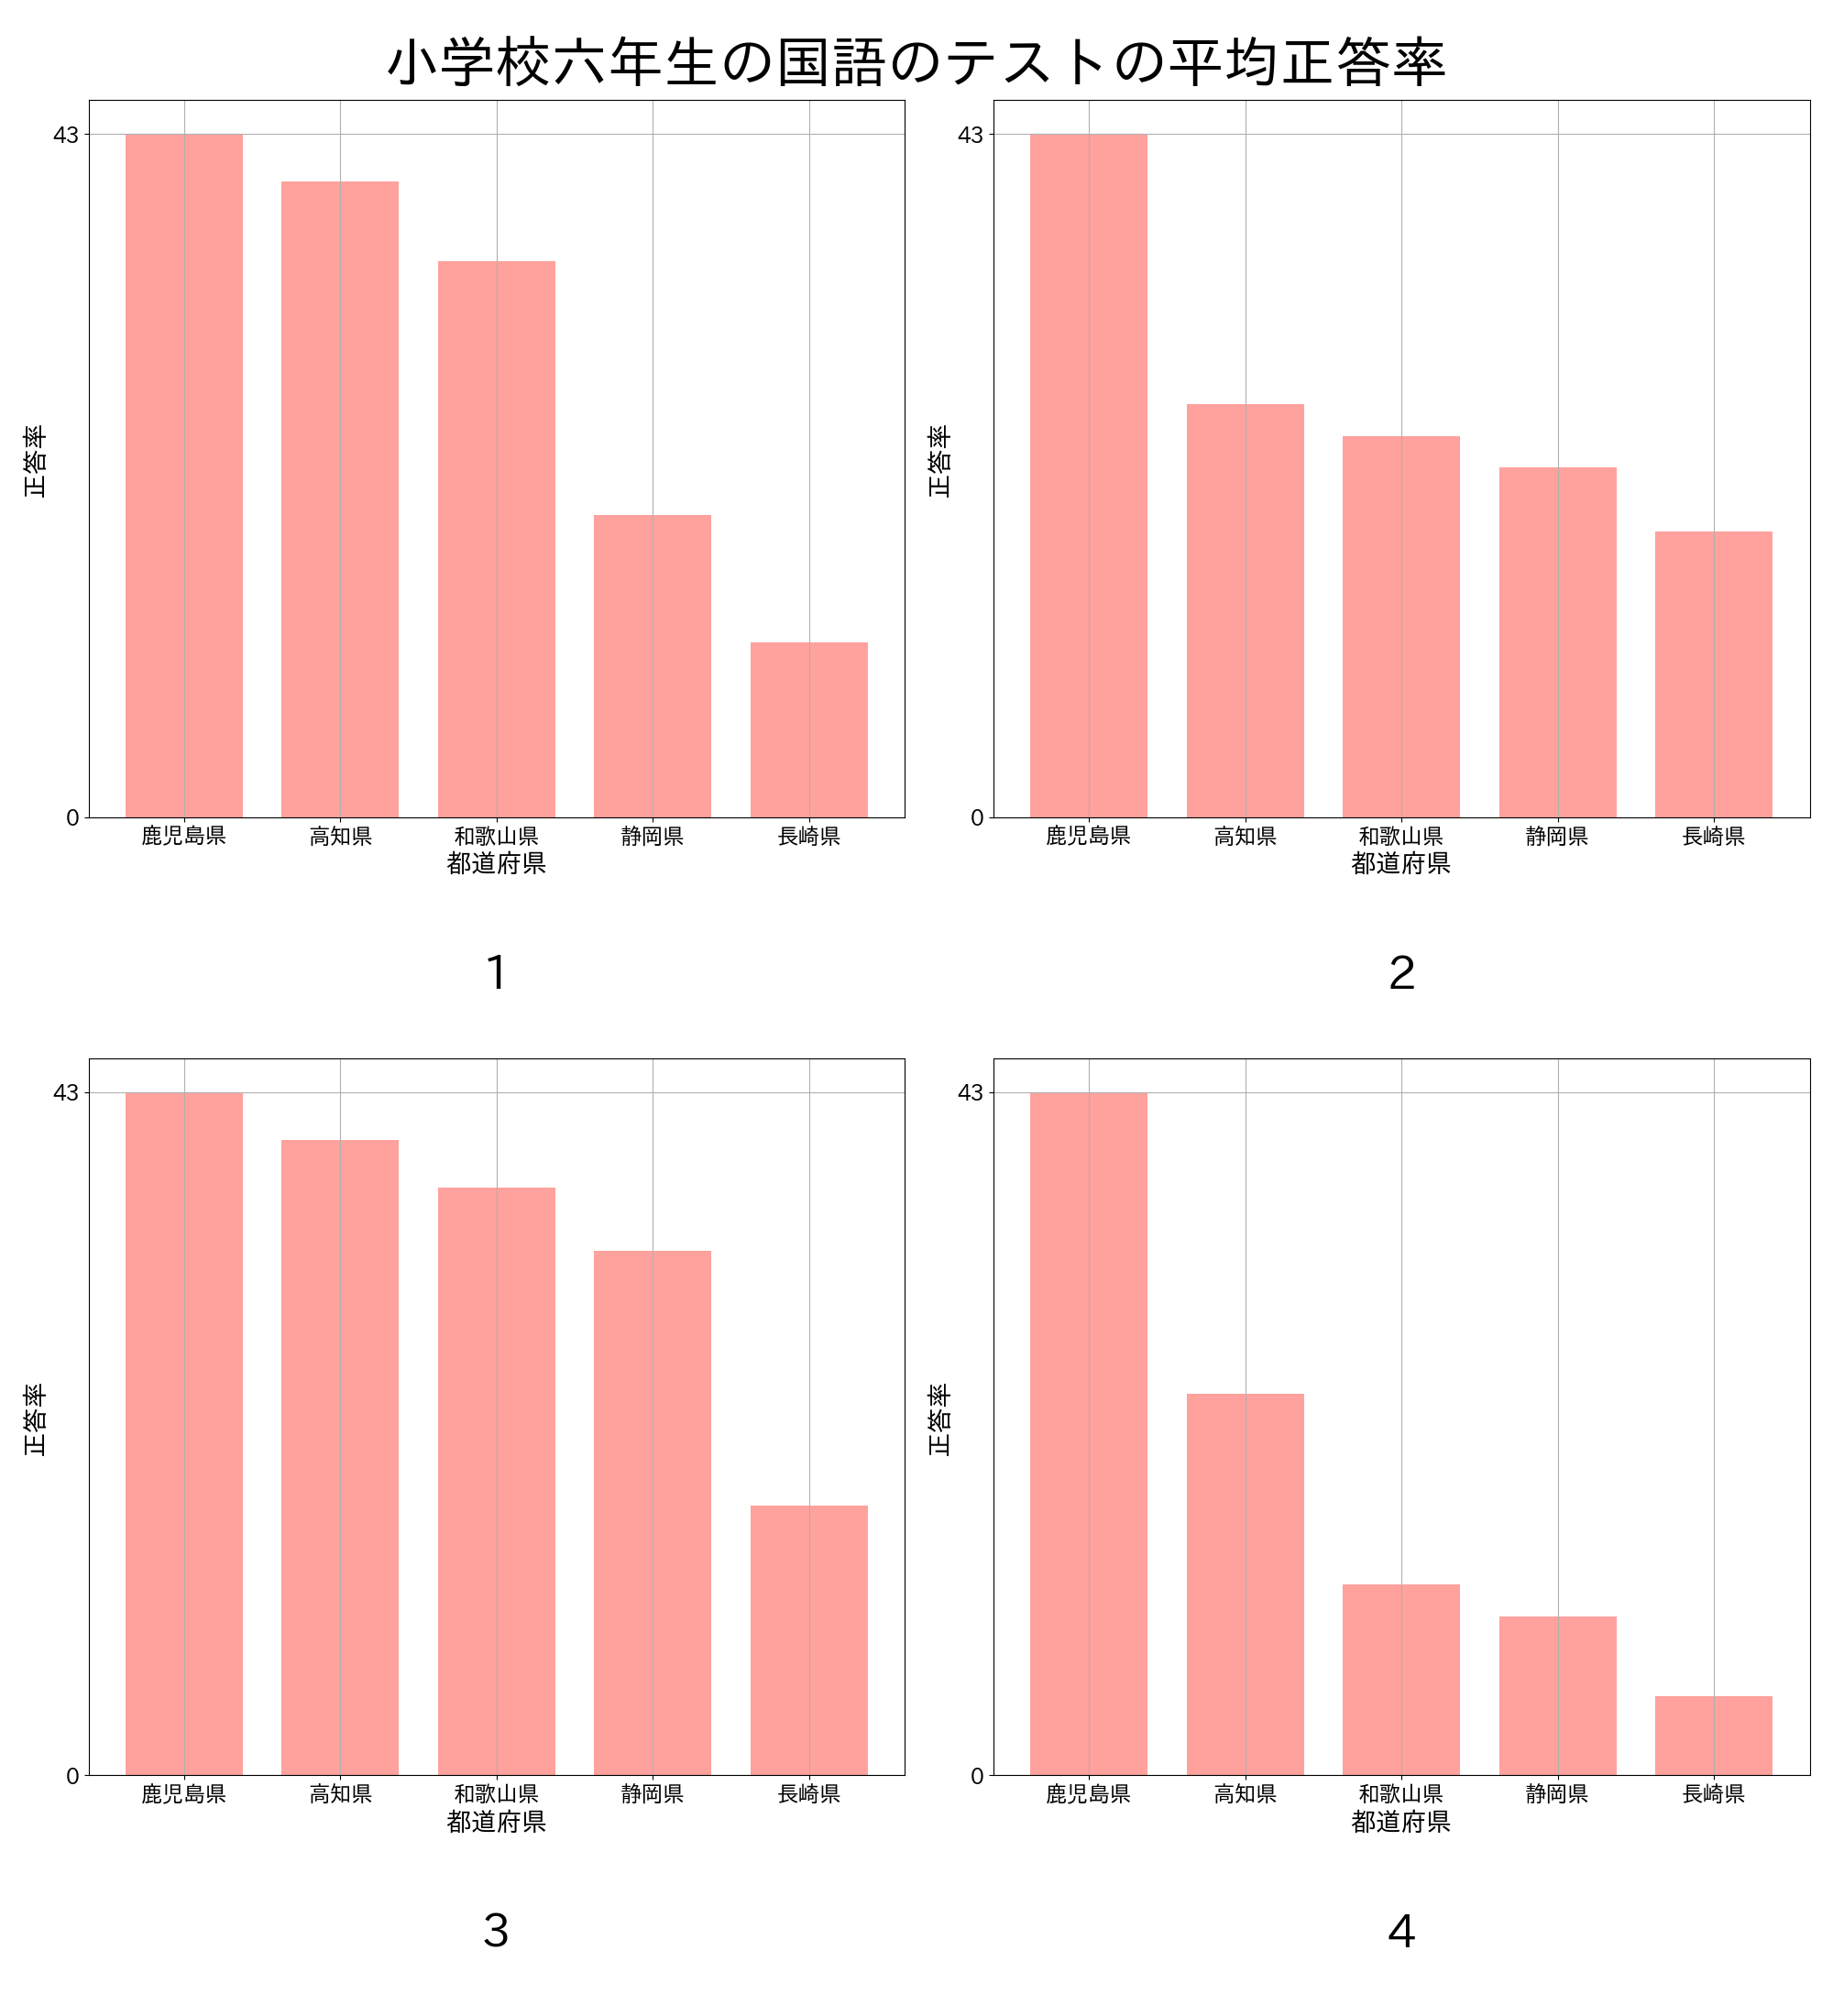 小学校六年生の国語のテストの平均正答率
43
正答率
0
鹿児島県 高知県 和歌山県 静岡県 長崎県
都道府県
1
43
正答率
0
鹿児島県 高知県 和歌山県 静岡県 長崎県
都道府県
2
43
正答率
0
鹿児島県 高知県 和歌山県 静岡県 長崎県
都道府県
3
43
正答率
0
鹿児島県 高知県 和歌山県 静岡県 長崎県
都道府県
4